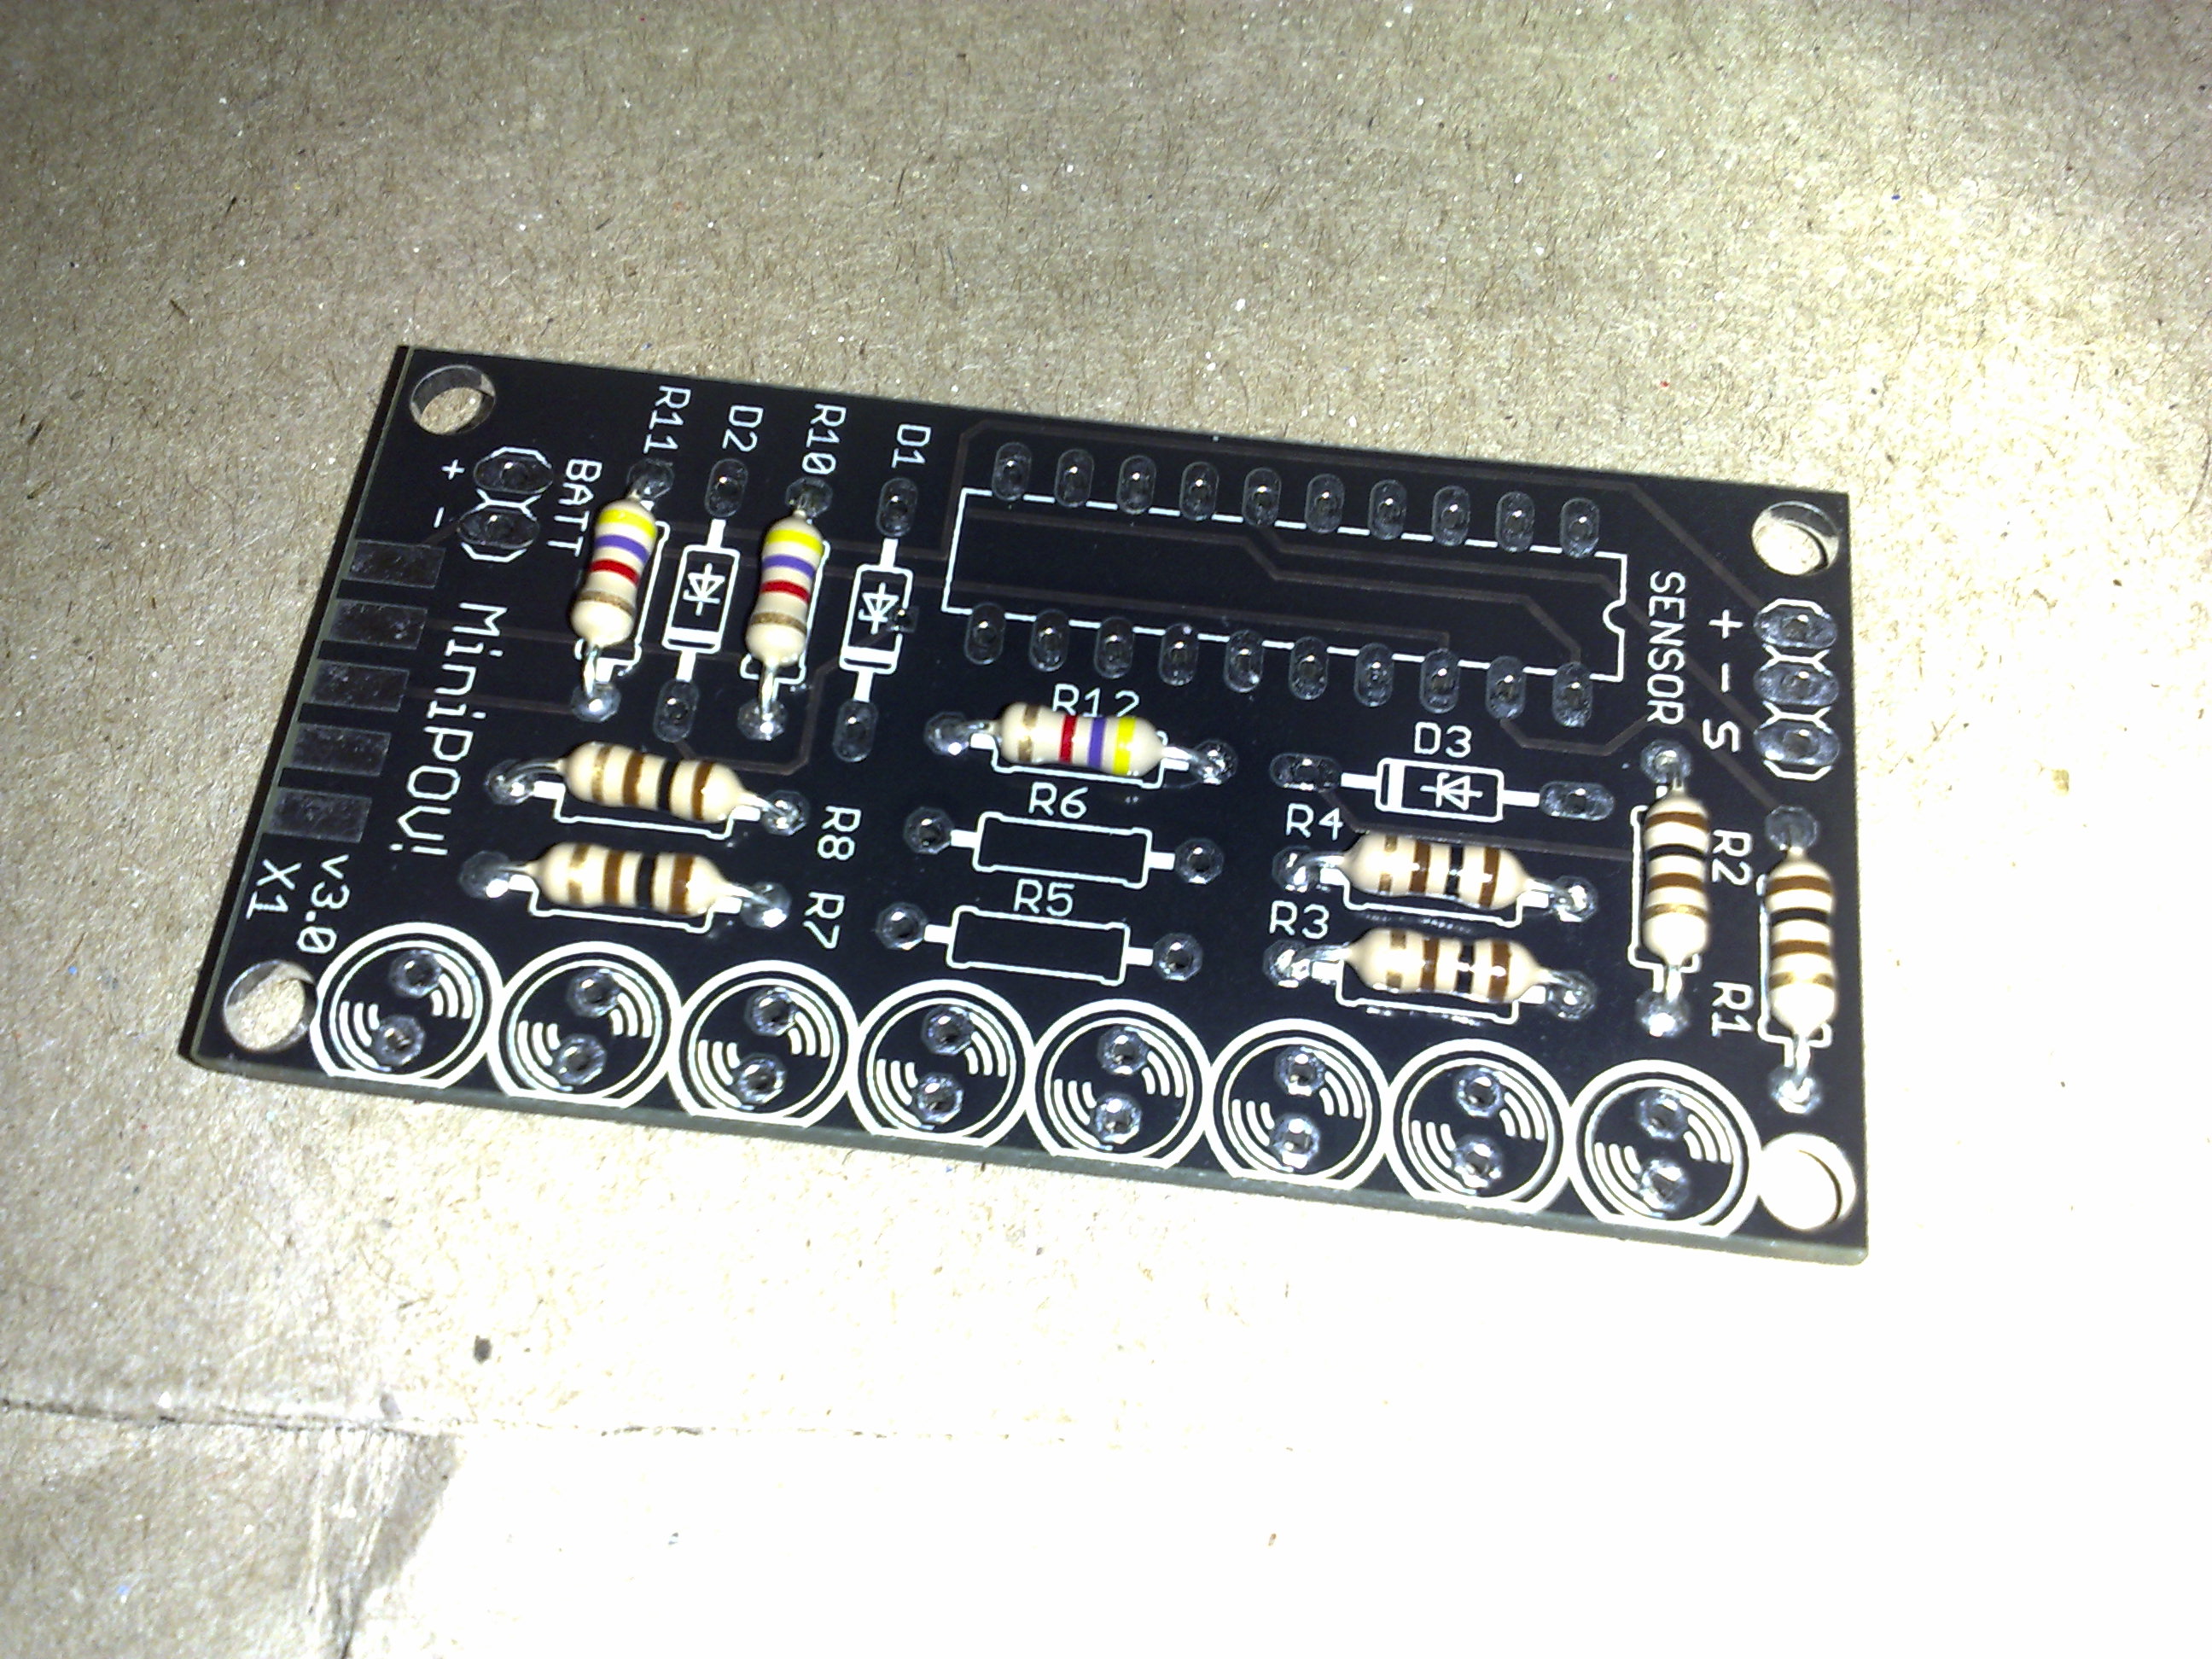 R11
D2
R10
D1
+ -
BATT
MiniPOV!
v3.0
X1
R12
R6
R5
R8
R7
D3
R4
R3
SENSOR
+ - S
R2
R1